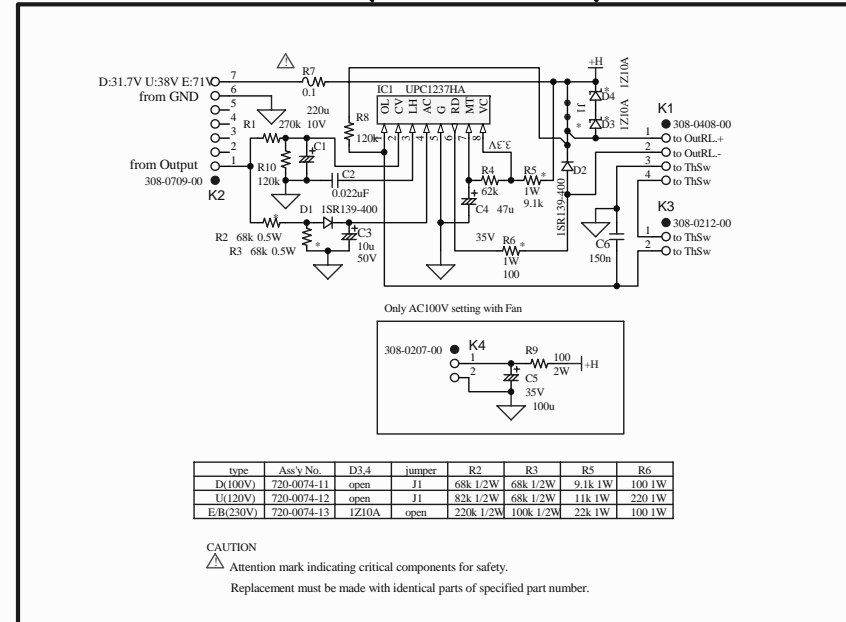 D:31.7V U:38V E:71V
from GND
7
6
5
4
3
2
1
from Output
308-0709-00
K2
R7
0.1
220u
10V
R1
270k
R10
120k
C1
C2
0.022uF
D1
1SR139-400
R2 68k 0.5W
R3 68k 0.5W
*
*
C3
10u
50V
R8
120k
IC1 UPC1237HA
OL
CV
LH
AC
G
RD
MT
VC
1
2
3
4
5
6
7
8
3.3V
R4
62k
R5
*
1W
9.1k
C4 47u
35V
R6
*
1W
100
D2
1SR139-400
+H
1Z10A
D4
*
J1
*
1Z10A
D3
*
K1
308-0408-00
1 to OutRL.+
2 to OutRL.-
3 to ThSw
4 to ThSw
K3
308-0212-00
1 to ThSw
2 to ThSw
C6
150n
Only AC100V setting with Fan
308-0207-00
K4
1
2
R9
100
2W
+H
C5
35V
100u
type Ass'y No. D3,4 jumper R2 R3 R5 R6
D(100V) 720-0074-11 open J1 68k 1/2W 68k 1/2W 9.1k 1W 100 1W
U(120V) 720-0074-12 open J1 82k 1/2W 68k 1/2W 11k 1W 220 1W
E/B(230V) 720-0074-13 1Z10A open 220k 1/2W 100k 1/2W 22k 1W 100 1W
CAUTION
Attention mark indicating critical components for safety.
Replacement must be made with identical parts of specified part number.